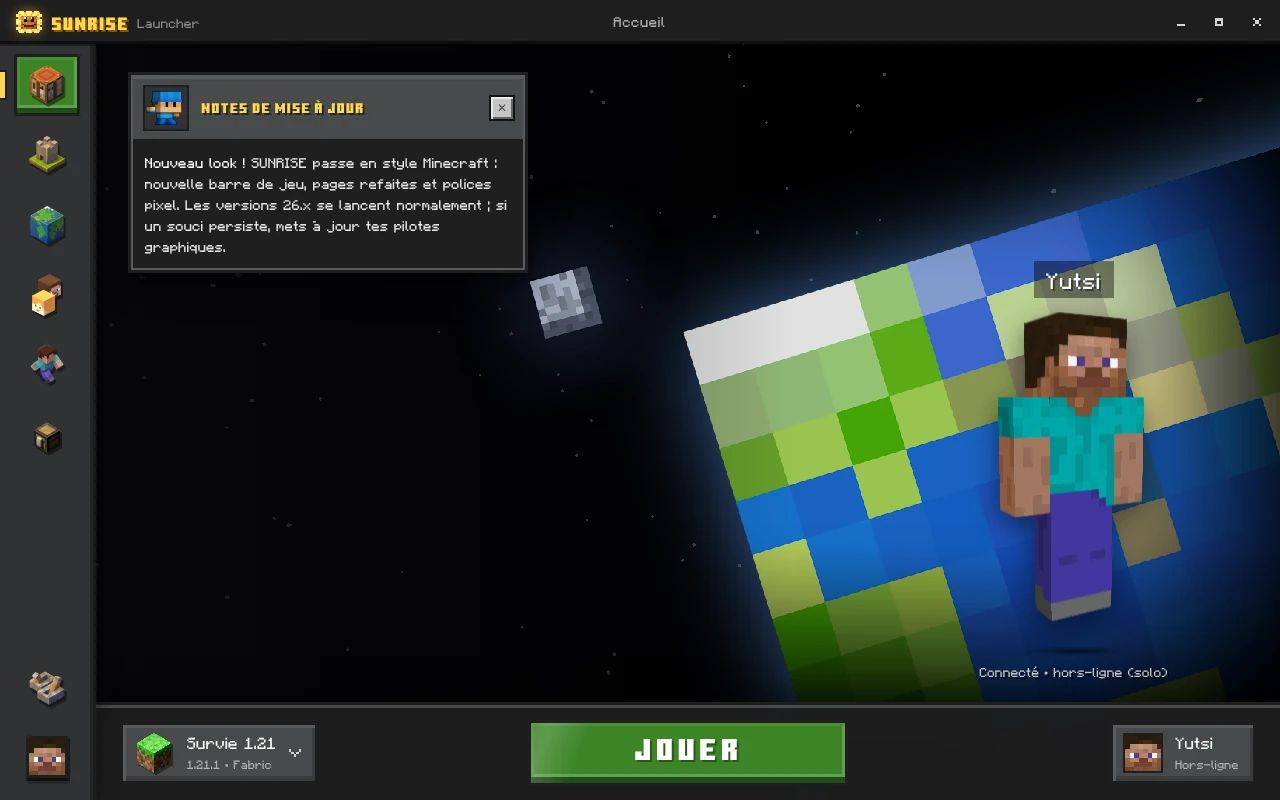 SUNRISE Launcher
Accueil
NOTES DE MISE À JOUR
Nouveau look ! SUNRISE passe en style Minecraft :
nouvelle barre de jeu, pages refaites et polices
pixel. Les versions 26.x se lancent normalement ; si
un souci persiste, mets à jour tes pilotes
graphiques.
Yutsi
Connecté • hors-ligne (solo)
Survie 1.21
1.21.1 • Fabric
JOUER
Yutsi
Hors-ligne